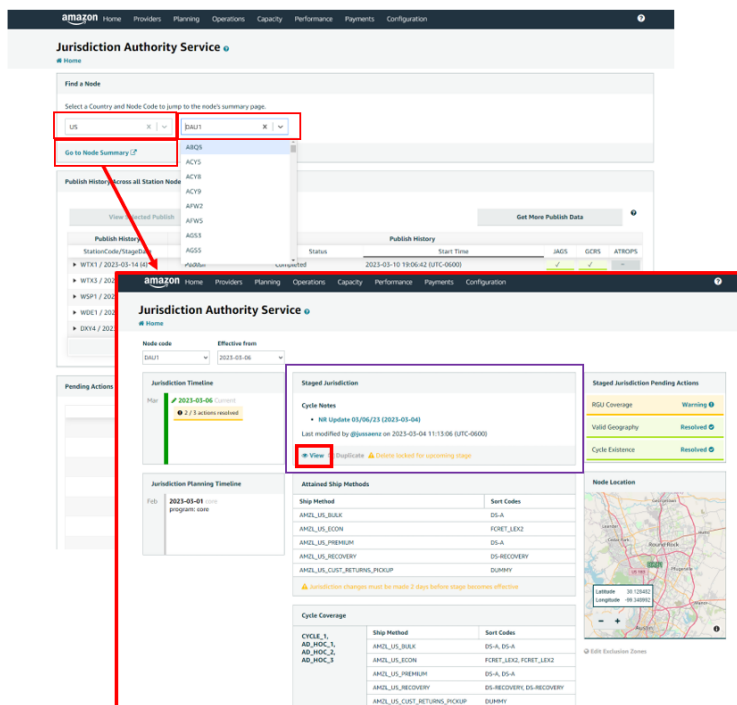 amazon Home Providers Planning Operations Capacity Performance Payments Configuration
Jurisdiction Authority Service
Home
Find a Node
Select a Country and Node Code to jump to the node's summary page.
US
DAU1
Go to Node Summary
ABQ5
ACY5
ACY8
ACY9
AFW2
AFW5
AGS3
AGS5
Publish History Across all Station Node
View Selected Publish
Get More Publish Data
Publish History
Publish History
StationCode/StageDate
Status
Start Time
JAGS
GCRS
ATROPS
WTX1 / 2023-03-14 (4)
Completed
2023-03-10 19:06:42 (UTC-0600)
WTX3 / 202
WSP1 / 202
WDE1 / 202
DXY4 / 202
Pending Actions
amazon Home Providers Planning Operations Capacity Performance Payments Configuration
Jurisdiction Authority Service
Home
Node code
Effective from
DAU1
2023-03-06
Jurisdiction Timeline
Mar
2023-03-06 Current
2 / 3 actions resolved
Staged Jurisdiction
Cycle Notes
NR Update 03/06/23 (2023-03-04)
Last modified by @jussaenz on 2023-03-04 11:13:06 (UTC-0600)
View
Duplicate
Delete locked for upcoming stage
Staged Jurisdiction Pending Actions
RGU Coverage Warning
Valid Geography Resolved
Cycle Existence Resolved
Jurisdiction Planning Timeline
Feb
2023-03-01 core
program: core
Attained Ship Methods
Ship Method Sort Codes
AMZL_US_BULK DS-A
AMZL_US_ECON FCRET_LEX2
AMZL_US_PREMIUM DS-A
AMZL_US_RECOVERY DS-RECOVERY
AMZL_US_CUST_RETURNS_PICKUP DUMMY
Jurisdiction changes must be made 2 days before stage becomes effective
Node Location
Round Rock
Latitude
Longitude
Edit Exclusion Zones
Cycle Coverage
CYCLE_1,
AD_HOC_1,
AD_HOC_2,
AD_HOC_3
Ship Method Sort Codes
AMZL_US_BULK DS-A, DS-A
AMZL_US_ECON FCRET_LEX2, FCRET_LEX2
AMZL_US_PREMIUM DS-A, DS-A
AMZL_US_RECOVERY DS-RECOVERY, DS-RECOVERY
AMZL_US_CUST_RETURNS_PICKUP DUMMY